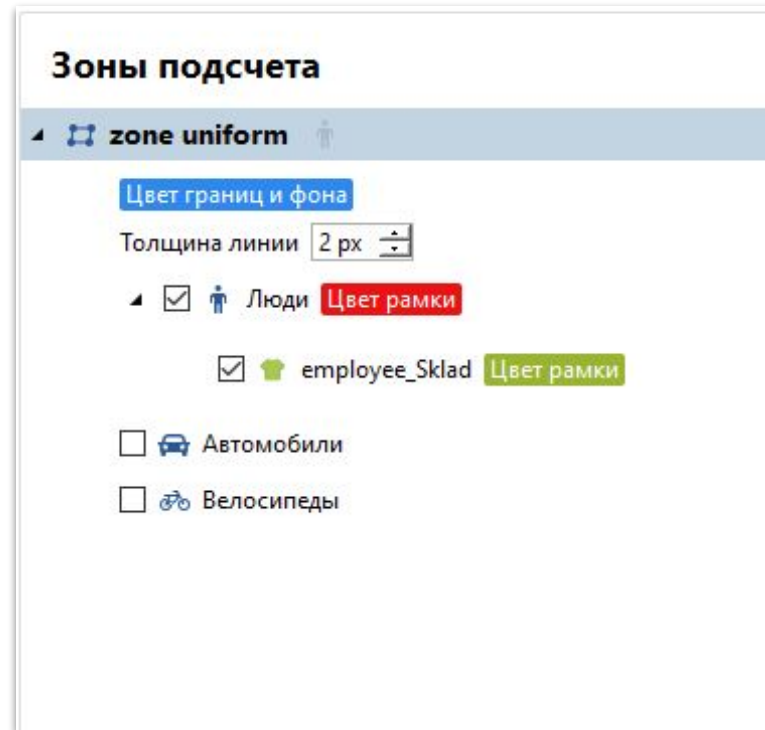 Зоны подсчета
zone uniform
Цвет границ и фона
Толщина линии 2 px
Люди Цвет рамки
employee_Sklad Цвет рамки
Автомобили
Велосипеды